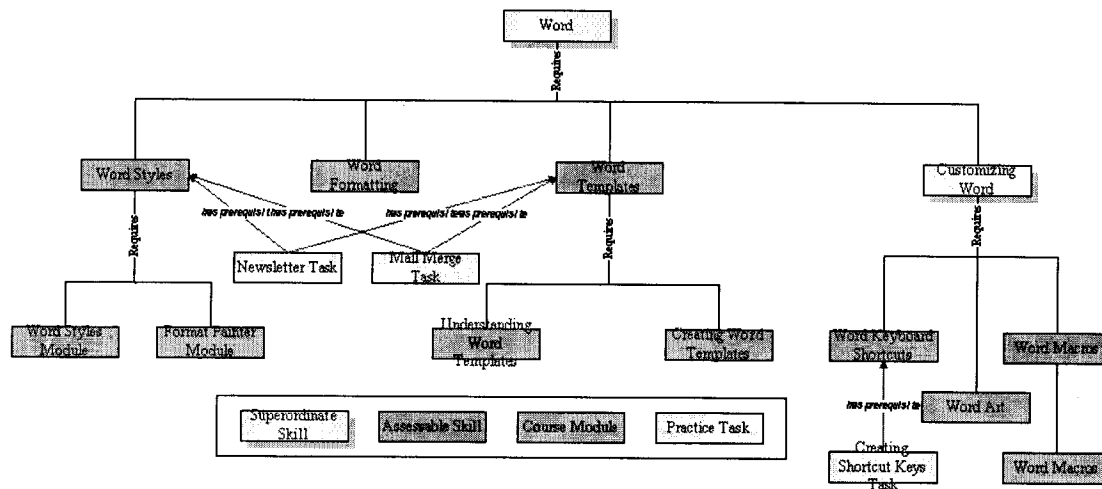 Word
Requires
Word Styles
Word
Formatting
Word
Templates
Customizing
Word
has prerequisite
has prerequisite
has prerequisite
has prerequisite
Requires
Requires
Requires
Newsletter Task
Mail Merge
Task
Word Styles
Module
Format Painter
Module
Understanding
Word
Templates
Creating Word
Templates
Word Keyboard
Shortcuts
Word Macros
has prerequisite
Word Art
Creating
Shortcut Keys
Task
Word Macros
Superordinate
Skill
Assessable Skill
Course Module
Practice Task